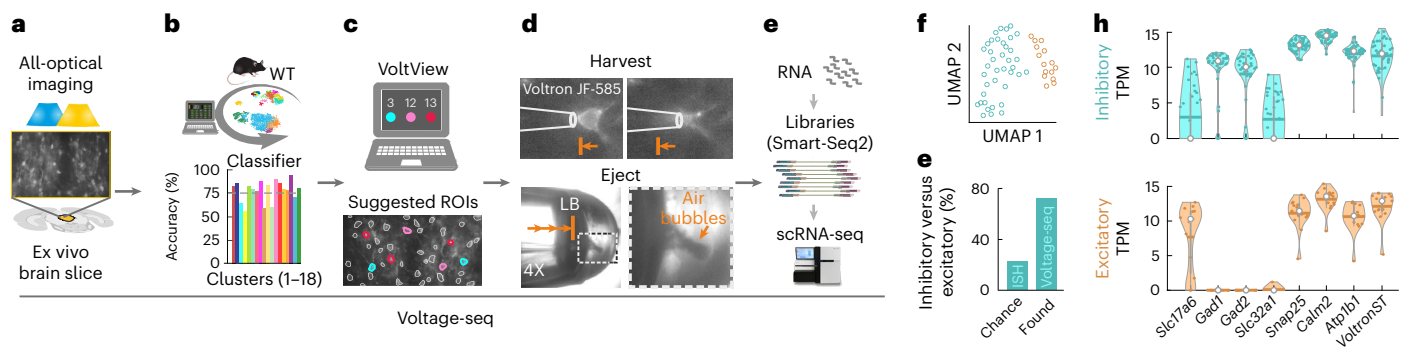 a
All-optical
imaging
Ex vivo
brain slice
b
WT
Classifier
Accuracy (%)
100
75
50
25
0
Clusters (1–18)
c
VoltView
3 12 13
Suggested ROIs
d
Harvest
Voltron JF-585
Eject
LB
4X
Air
bubbles
e
RNA
Libraries
(Smart-Seq2)
scRNA-seq
Voltage-seq
f
UMAP 2
UMAP 1
e
Inhibitory versus
excitatory (%)
80
40
0
ISH
Voltage-seq
Chance
Found
h
Inhibitory
TPM
15
10
5
0
Excitatory
TPM
15
10
5
0
Slc17a6
Gad1
Gad2
Slc32a1
Snap25
Calm2
Atp1b1
VoltronST